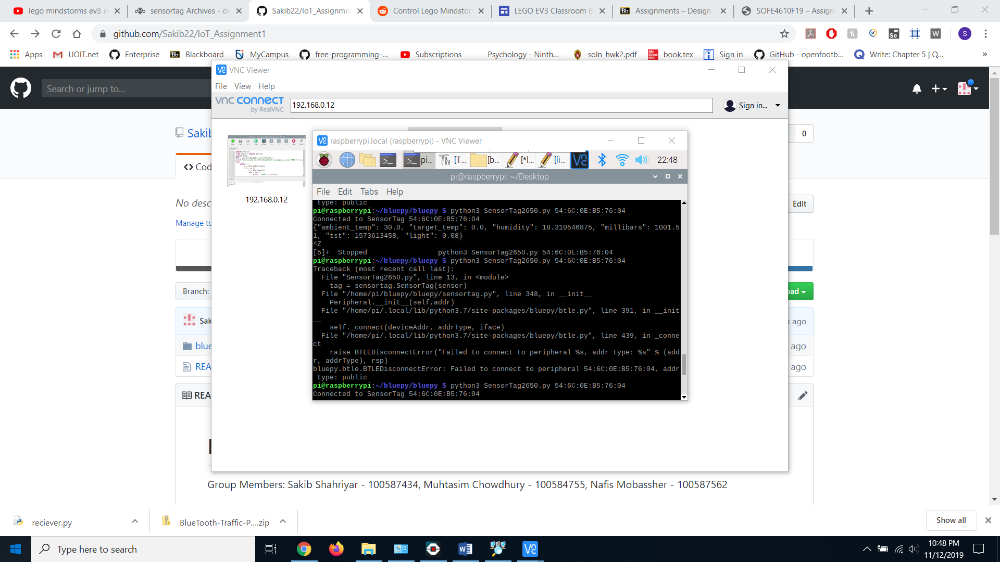 lego mindstorms ev3 in
sensortag Archives - de
Sakib22/IoT_Assignmen
Control Lego Mindstor
LEGO EV3 Classroom B
Assignments – Design
SOFE4610F19 – Assign
github.com/Sakib22/IoT_Assignment1
Apps
UOIT.net
Enterprise
Blackboard
MyCampus
free-programming-...
Subscriptions
Psychology - Ninth...
soln_hwk2.pdf
book.tex
Sign in
GitHub - openfootb...
Write: Chapter 5 | Q...
»
Search or jump to...
VNC Viewer
File View Help
vnc connect
by RealVNC
192.168.0.12
Sign in...
Sakib
0
Cod
No desc
Edit
Manage to
192.168.0.12
raspberrypi.local (raspberrypi) - VNC Viewer
pi... [T... [b... [*l... [li... 22:48
pi@raspberrypi: ~/Desktop
File Edit Tabs Help
type: public
pi@raspberrypi:~/bluepy/bluepy $ python3 SensorTag2650.py 54:6C:0E:B5:76:04
Connected to SensorTag 54:6C:0E:B5:76:04
{"ambient_temp": 30.0, "target_temp": 0.0, "humidity": 18.310546875, "millibars": 1001.5
1, "tst": 1573613458, "light": 0.08}
^Z
[5]+  Stopped                 python3 SensorTag2650.py 54:6C:0E:B5:76:04
pi@raspberrypi:~/bluepy/bluepy $ python3 SensorTag2650.py 54:6C:0E:B5:76:04
Traceback (most recent call last):
File "SensorTag2650.py", line 13, in <module>
tag = sensortag.SensorTag(sensor)
File "/home/pi/bluepy/bluepy/sensortag.py", line 348, in __init__
Peripheral.__init__(self,addr)
File "/home/pi/.local/lib/python3.7/site-packages/bluepy/btle.py", line 391, in __init
__
self._connect(deviceAddr, addrType, iface)
File "/home/pi/.local/lib/python3.7/site-packages/bluepy/btle.py", line 439, in _conne
ct
raise BTLEDisconnectError("Failed to connect to peripheral %s, addr type: %s" % (add
r, addrType), rsp)
bluepy.btle.BTLEDisconnectError: Failed to connect to peripheral 54:6C:0E:B5:76:04, addr
type: public
pi@raspberrypi:~/bluepy/bluepy $ python3 SensorTag2650.py 54:6C:0E:B5:76:04
Connected to SensorTag 54:6C:0E:B5:76:04
Branch:
oad
Sak
s ago
blue
ago
REA
ago
REA
Group Members: Sakib Shahriyar - 100587434, Muhtasim Chowdhury - 100584755, Nafis Mobassher - 100587562
reciever.py
BlueTooth-Traffic-P....zip
Show all
Type here to search
10:48 PM
11/12/2019